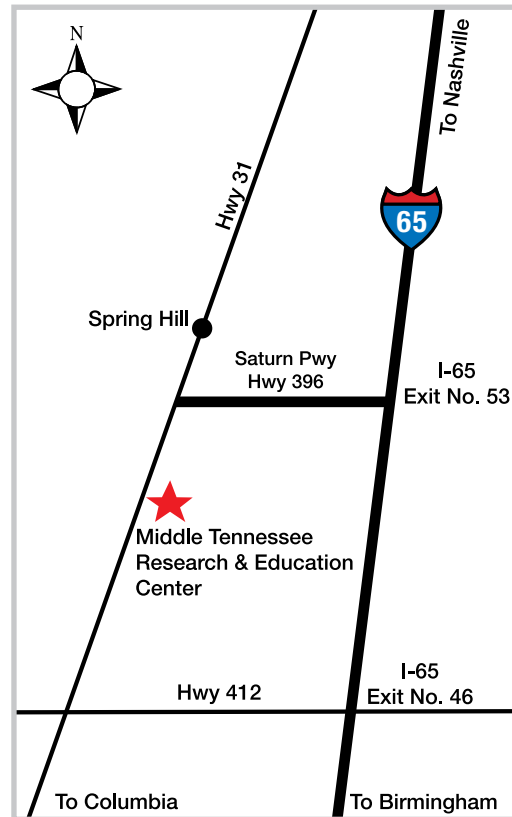 N
To Nashville
Hwy 31
65
Spring Hill
Saturn Pwy
Hwy 396
I-65
Exit No. 53
Middle Tennessee
Research & Education
Center
I-65
Exit No. 46
Hwy 412
To Columbia
To Birmingham